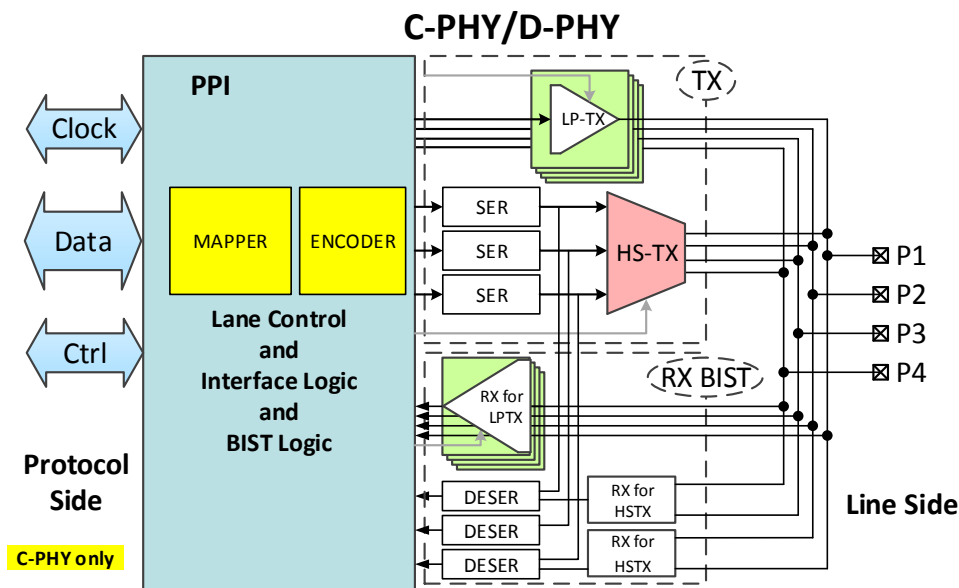 C-PHY/D-PHY
PPI
TX
Clock
LP-TX
Data
MAPPER
ENCODER
SER
SER
SER
HS-TX
P1
P2
P3
P4
Ctrl
Lane Control
and
Interface Logic
and
BIST Logic
RX BIST
RX for
LPTX
Protocol
Side
DESER
DESER
DESER
RX for
HSTX
RX for
HSTX
Line Side
C-PHY only